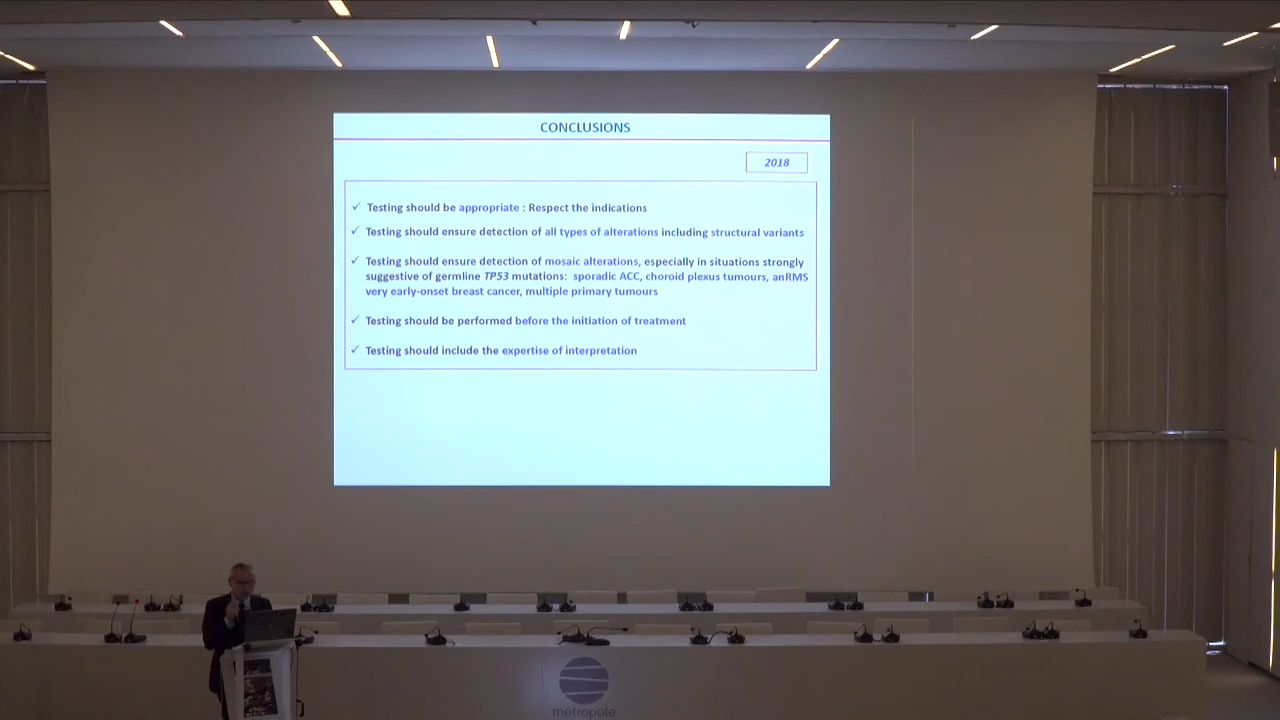 CONCLUSIONS
2018
✓ Testing should be appropriate : Respect the indications
✓ Testing should ensure detection of all types of alterations including structural variants
✓ Testing should ensure detection of mosaic alterations, especially in situations strongly
suggestive of germline TP53 mutations: sporadic ACC, choroid plexus tumours, anRMS
very early-onset breast cancer, multiple primary tumours
✓ Testing should be performed before the initiation of treatment
✓ Testing should include the expertise of interpretation
métropole